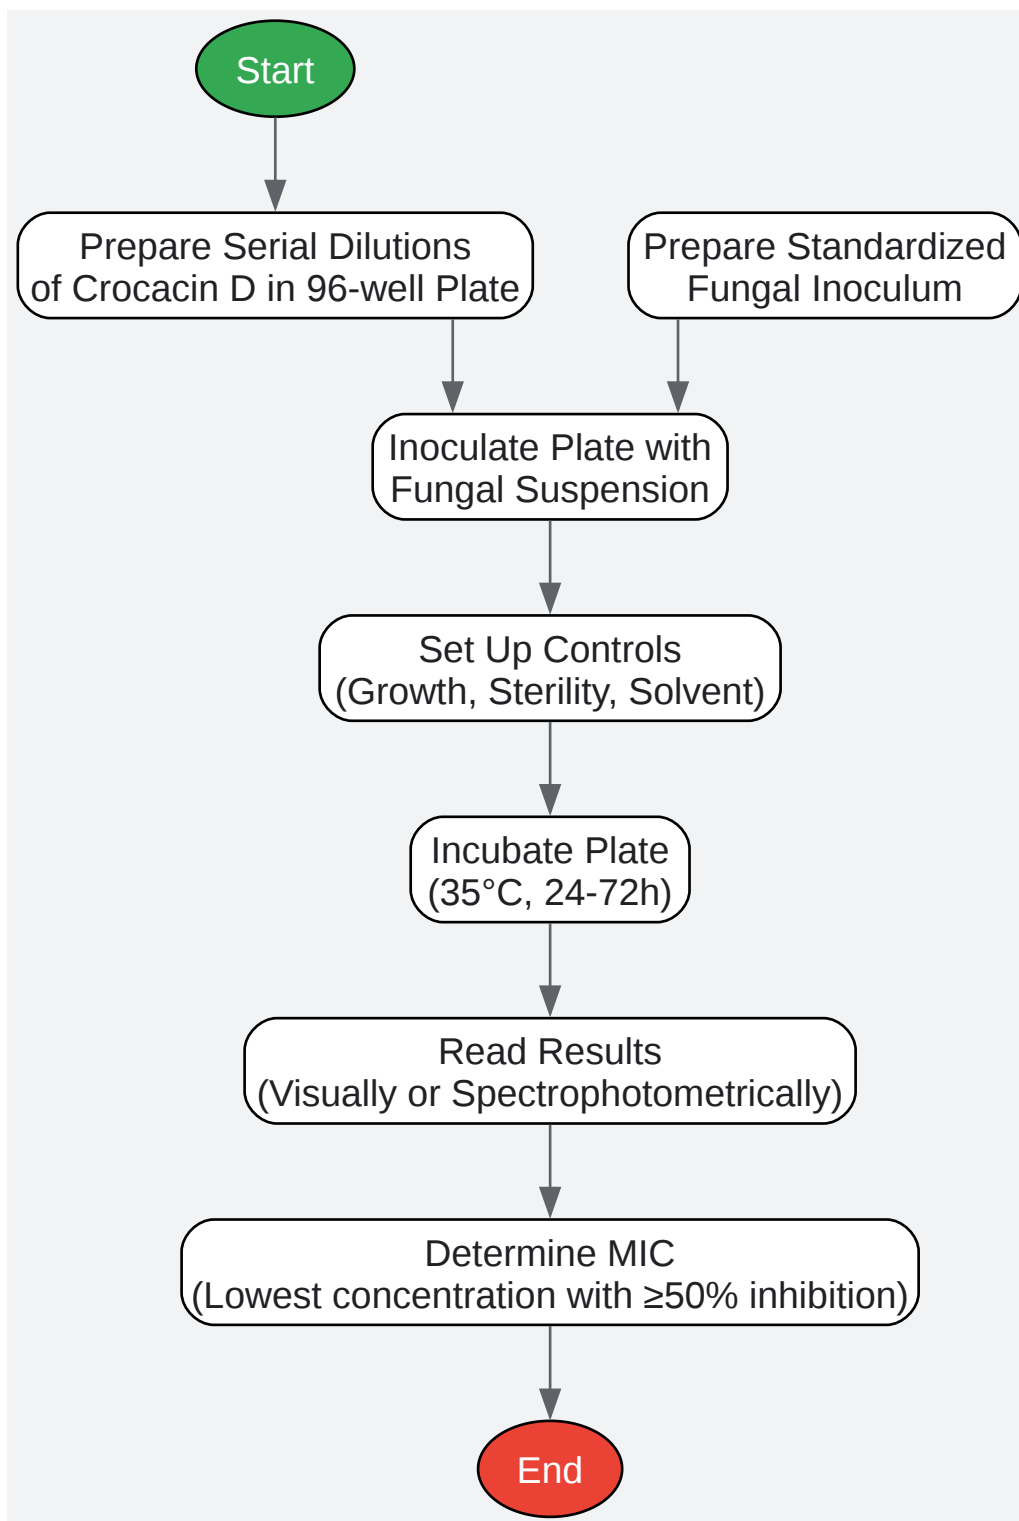 Start
Prepare Serial Dilutions
of Crocacin D in 96-well Plate
Prepare Standardized
Fungal Inoculum
Inoculate Plate with
Fungal Suspension
Set Up Controls
(Growth, Sterility, Solvent)
Incubate Plate
(35°C, 24-72h)
Read Results
(Visually or Spectrophotometrically)
Determine MIC
(Lowest concentration with ≥50% inhibition)
End